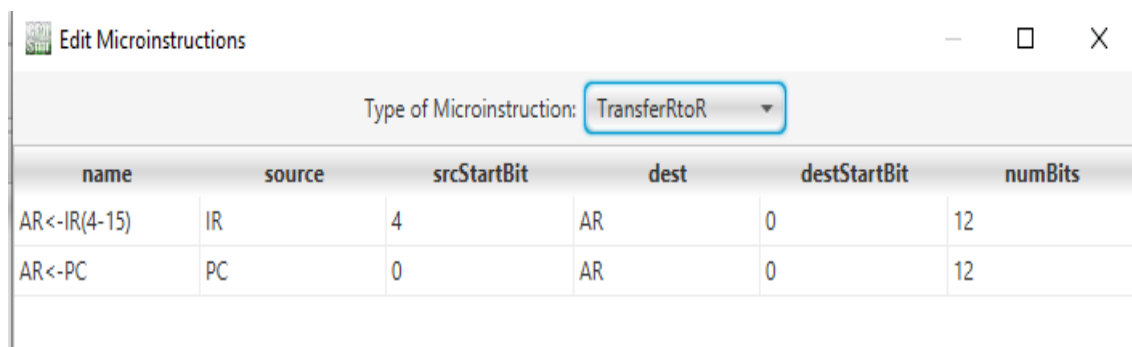 Edit Microinstructions
Type of Microinstruction: TransferRtoR
name source srcStartBit dest destStartBit numBits
AR<-IR(4-15) IR 4 AR 0 12
AR<-PC PC 0 AR 0 12